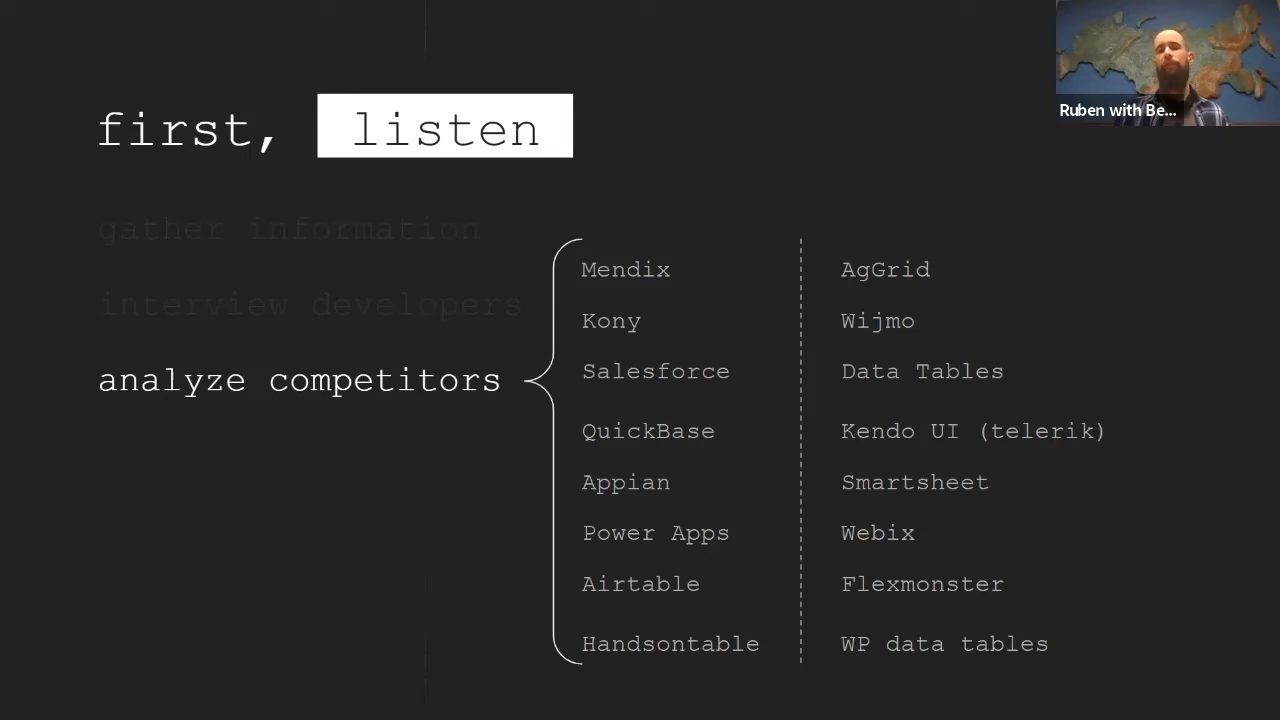 first, listen
gather information
interview developers
analyze competitors
Mendix
Kony
Salesforce
QuickBase
Appian
Power Apps
Airtable
Handsontable
AgGrid
Wijmo
Data Tables
Kendo UI (telerik)
Smartsheet
Webix
Flexmonster
WP data tables
Ruben with Be...